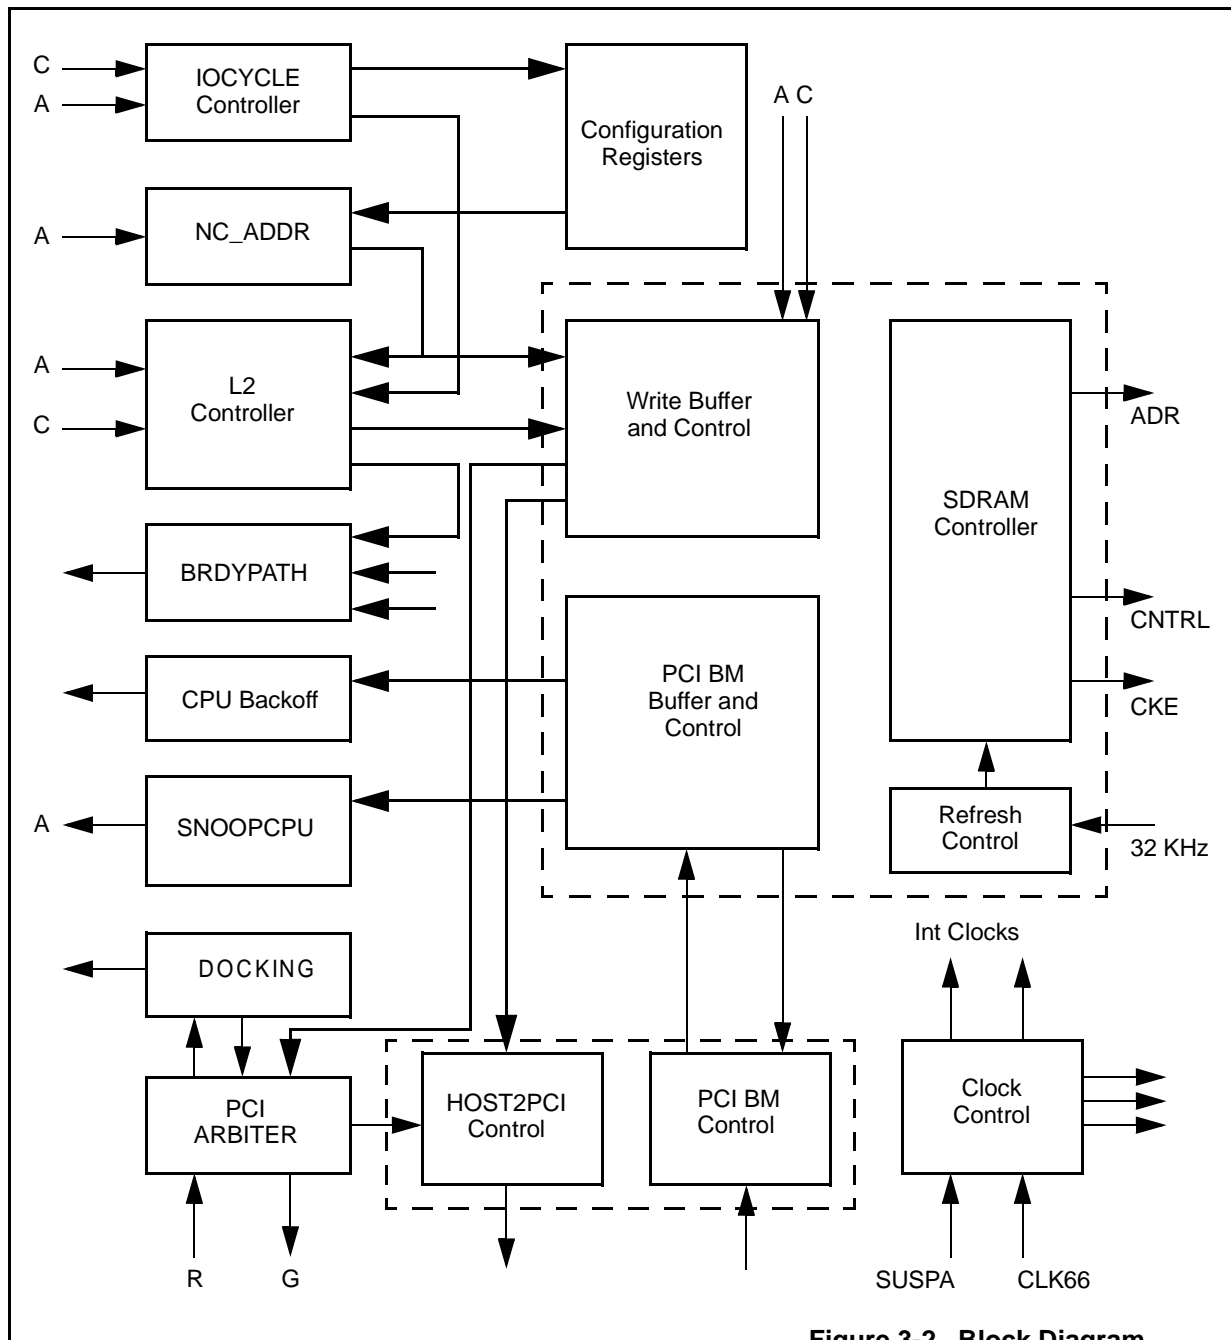 C
IOCYCLE
Controller
A
Configuration
Registers
A C
A
NC_ADDR
A
L2
Controller
C
Write Buffer
and Control
ADR
SDRAM
Controller
BRDYPATH
CNTRL
CPU Backoff
PCI BM
Buffer and
Control
CKE
A
SNOOPCPU
Refresh
Control
32 KHz
Int Clocks
DOCKING
PCI
ARBITER
HOST2PCI
Control
PCI BM
Control
Clock
Control
R
G
SUSPA
CLK66
Figure 3-2 Block Diagram